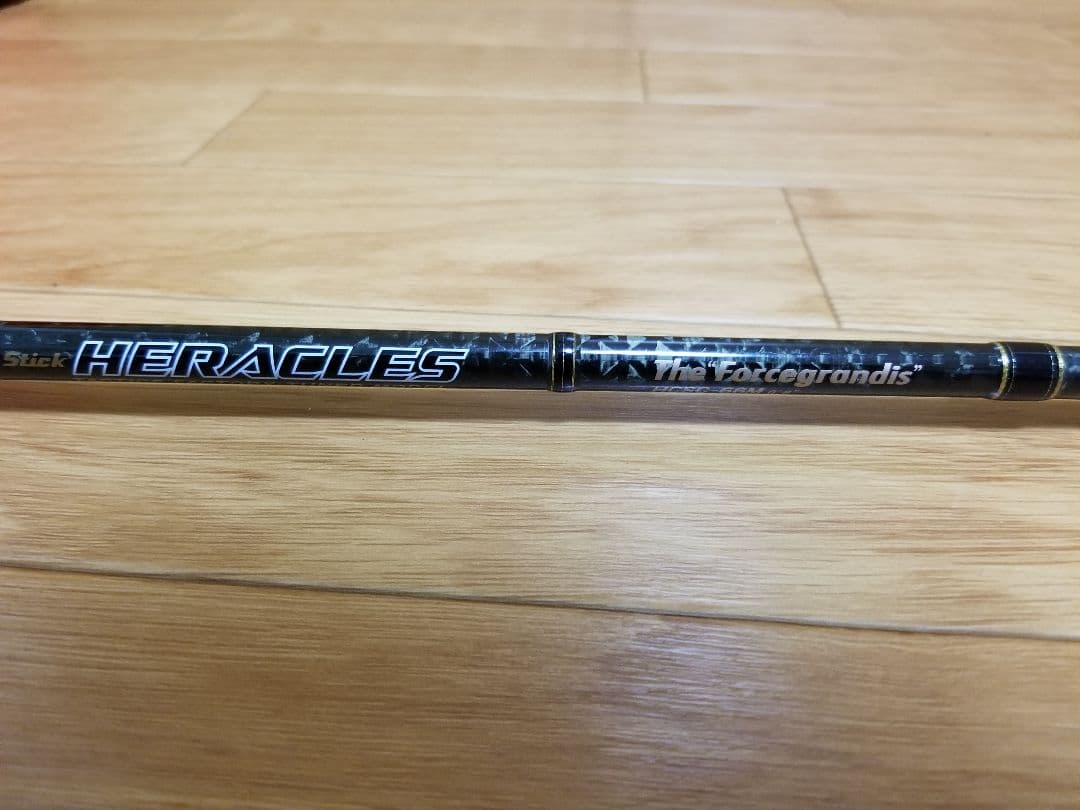 Stick HERACLES
The "Forcegrandis"